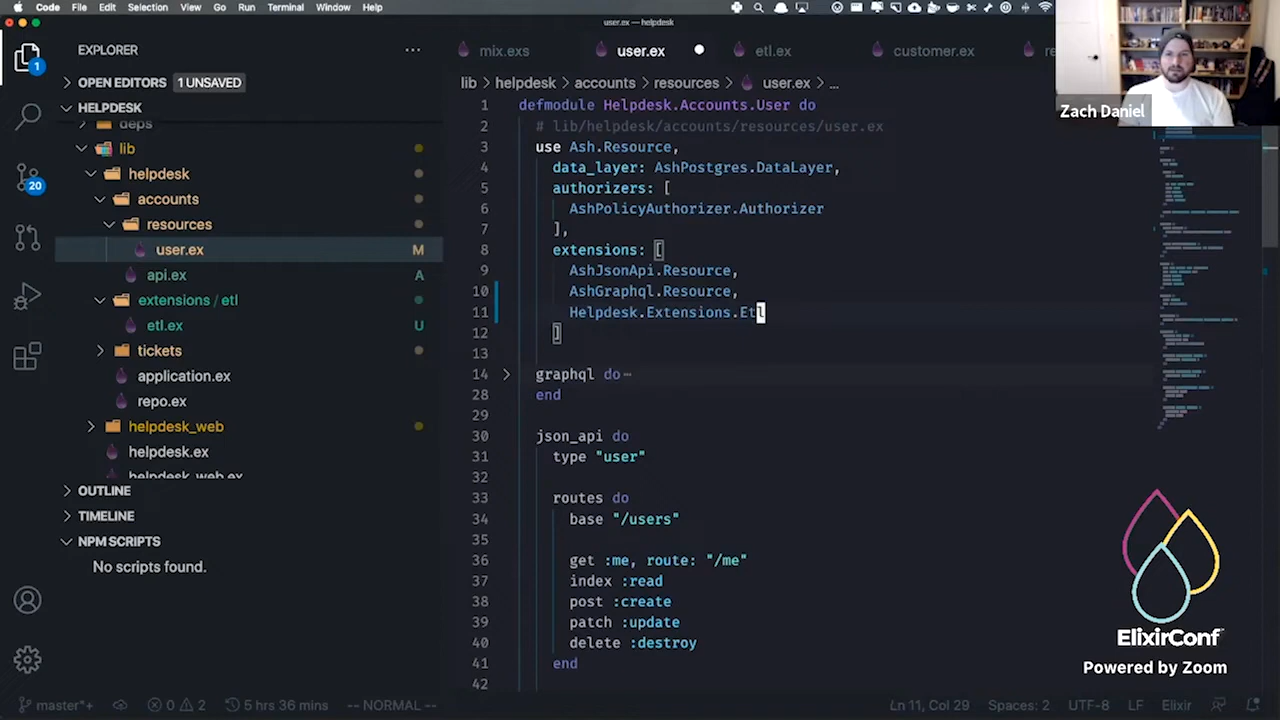 Code File Edit Selection View Go Run Terminal Window Help
user.ex — helpdesk
EXPLORER
mix.exs user.ex etl.ex customer.ex
OPEN EDITORS 1 UNSAVED
lib > helpdesk > accounts > resources > user.ex > ...
HELPDESK
deps
lib
helpdesk
accounts
resources
user.ex M
api.ex A
extensions / etl
etl.ex U
tickets
application.ex
repo.ex
helpdesk_web
helpdesk.ex
helpdesk_web.ex
OUTLINE
TIMELINE
NPM SCRIPTS
No scripts found.
1
20
1 defmodule Helpdesk.Accounts.User do
2 # lib/helpdesk/accounts/resources/user.ex
3 use Ash.Resource,
4 data_layer: AshPostgres.DataLayer,
5 authorizers: [
6 AshPolicyAuthorizer.Authorizer
7 ],
8 extensions: [
9 AshJsonApi.Resource,
10 AshGraphql.Resource,
11 Helpdesk.Extensions.Etl
12 ]
13
14 graphql do
28 end
29
30 json_api do
31 type "user"
32
33 routes do
34 base "/users"
35
36 get :me, route: "/me"
37 index :read
38 post :create
39 patch :update
40 delete :destroy
41 end
42
Zach Daniel
ElixirConf
Powered by Zoom
master*+ 0 2 5 hrs 36 mins -- NORMAL -- Ln 11, Col 29 Spaces: 2 UTF-8 LF Elixir